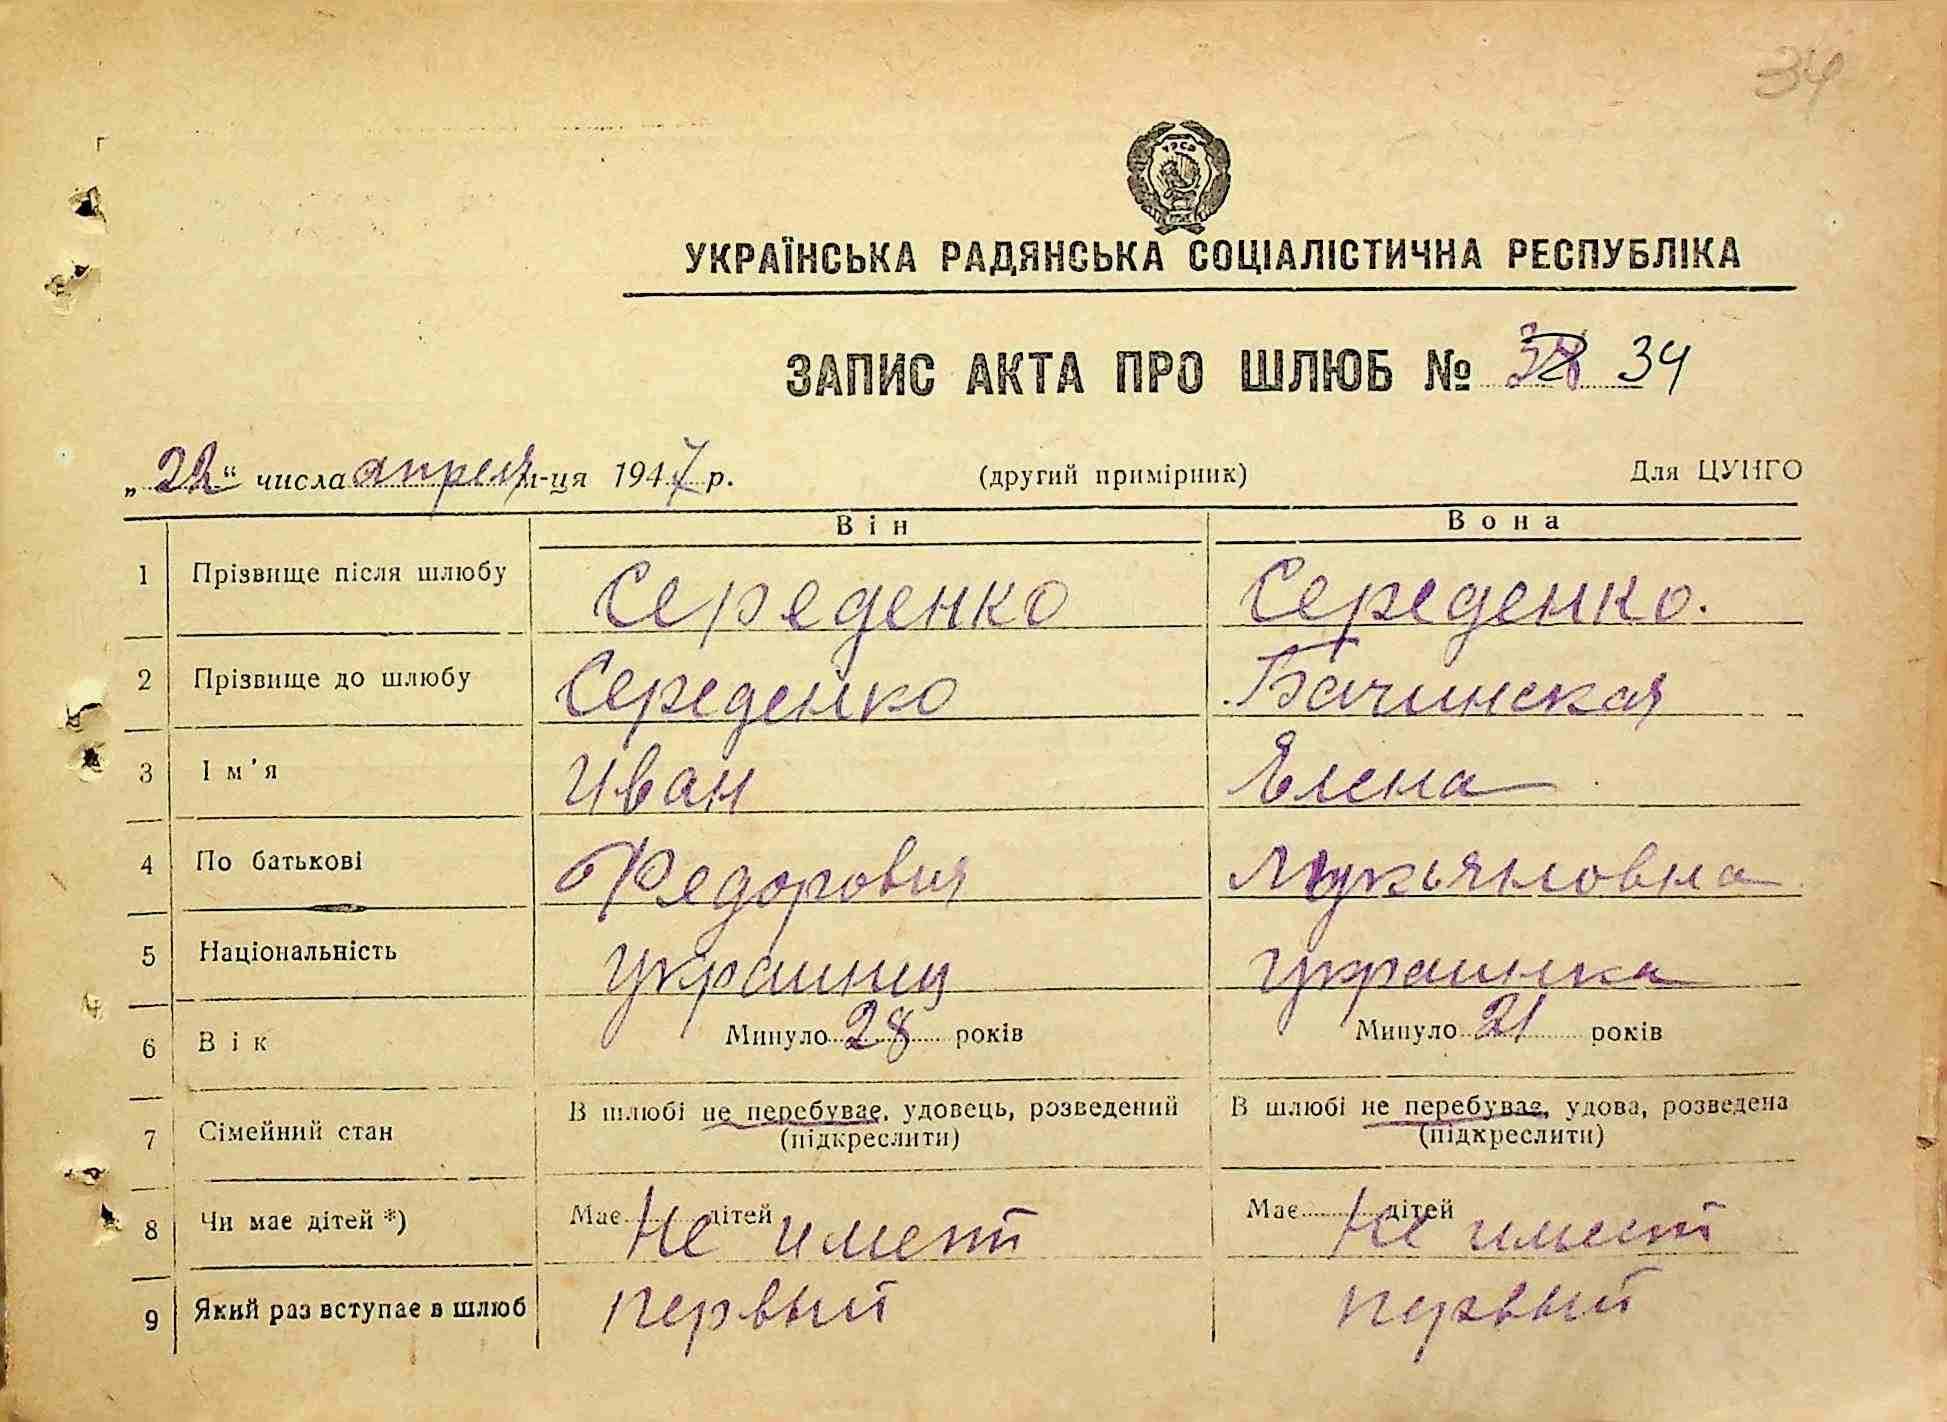 34
УРСР
УКРАЇНСЬКА РАДЯНСЬКА СОЦІАЛІСТИЧНА РЕСПУБЛІКА
ЗАПИС АКТА ПРО ШЛЮБ № 34
„22“ числа апреля м-ця 1947 р. (другий примірник) Для ЦУНГО
Він Вона
1 Прізвище після шлюбу Середенко Середенко.
2 Прізвище до шлюбу Середенко Бачинская
3 Ім'я Иван Елена
4 По батькові Федорович Лукьяновна
5 Національність украинец украинка
6 Вік Минуло 28 років Минуло 21 років
7 Сімейний стан В шлюбі не перебуває, удовець, розведений В шлюбі не перебуває, удова, розведена
(підкреслити) (підкреслити)
8 Чи має дітей *) Має дітей Не имеет Має дітей Не имеет
9 Який раз вступає в шлюб первый первый